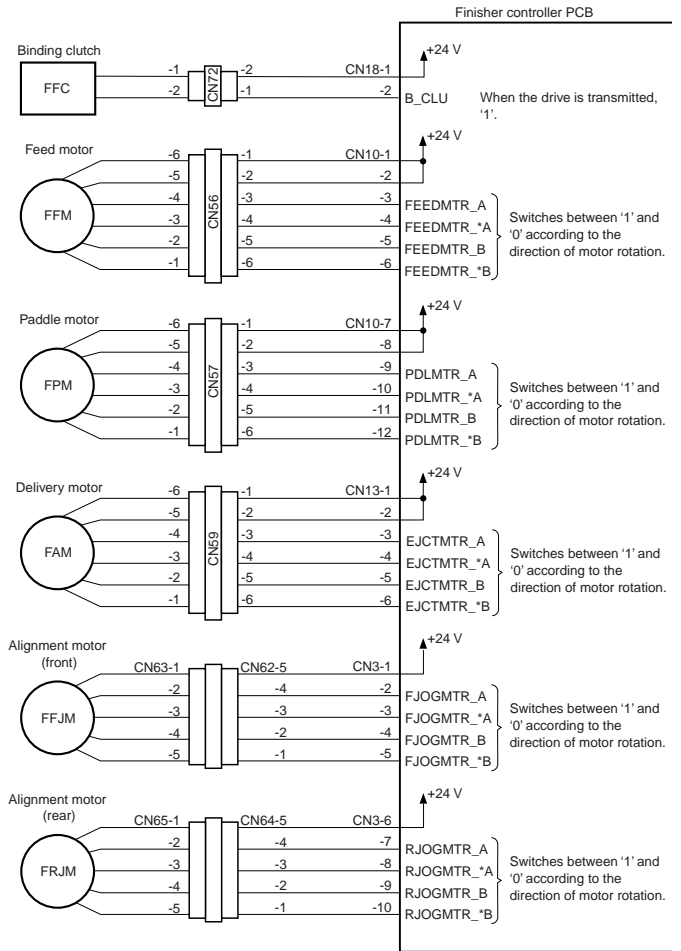 Finisher controller PCB
Binding clutch
FFC
-1 -2 CN18-1 +24 V
CN72
-2 -1 -2 B_CLU When the drive is transmitted,
'1'.
Feed motor
FFM
+24 V
-6 -1 CN10-1
-5 -2 -2
CN56
-4 -3 -3 FEEDMTR_A
-3 -4 -4 FEEDMTR_*A
-2 -5 -5 FEEDMTR_B
-1 -6 -6 FEEDMTR_*B
Switches between '1' and
'0' according to the
direction of motor rotation.
Paddle motor
FPM
+24 V
-6 -1 CN10-7
-5 -2 -8
CN57
-4 -3 -9 PDLMTR_A
-3 -4 -10 PDLMTR_*A
-2 -5 -11 PDLMTR_B
-1 -6 -12 PDLMTR_*B
Switches between '1' and
'0' according to the
direction of motor rotation.
Delivery motor
FAM
+24 V
-6 -1 CN13-1
-5 -2 -2
CN59
-4 -3 -3 EJCTMTR_A
-3 -4 -4 EJCTMTR_*A
-2 -5 -5 EJCTMTR_B
-1 -6 -6 EJCTMTR_*B
Switches between '1' and
'0' according to the
direction of motor rotation.
Alignment motor
(front)
FFJM
+24 V
CN63-1 CN62-5 CN3-1
-2 -4 -2 FJOGMTR_A
-3 -3 -3 FJOGMTR_*A
-4 -2 -4 FJOGMTR_B
-5 -1 -5 FJOGMTR_*B
Switches between '1' and
'0' according to the
direction of motor rotation.
Alignment motor
(rear)
FRJM
+24 V
CN65-1 CN64-5 CN3-6
-2 -4 -7 RJOGMTR_A
-3 -3 -8 RJOGMTR_*A
-4 -2 -9 RJOGMTR_B
-5 -1 -10 RJOGMTR_*B
Switches between '1' and
'0' according to the
direction of motor rotation.